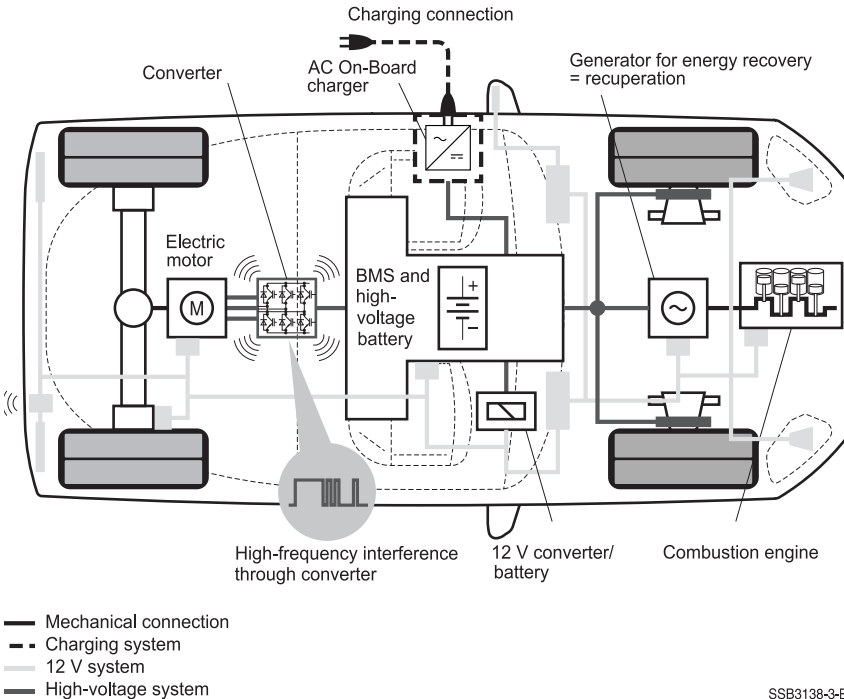 Charging connection
Converter
AC On-Board
charger
Generator for energy recovery
= recuperation
Electric
motor
M
BMS and
high-
voltage
battery
+
−
High-frequency interference
through converter
12 V converter/
battery
Combustion engine
Mechanical connection
Charging system
12 V system
High-voltage system
SSB3138-3-E